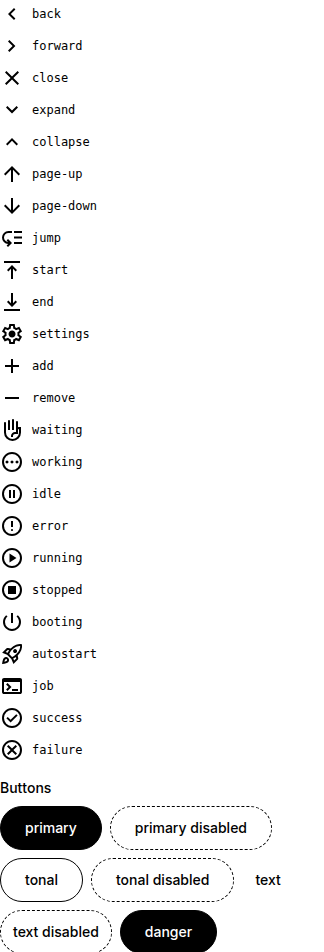 back
forward
close
expand
collapse
page-up
page-down
jump
start
end
settings
add
remove
waiting
working
idle
error
running
stopped
booting
autostart
job
success
failure
Buttons
primary primary disabled
tonal tonal disabled text
text disabled danger